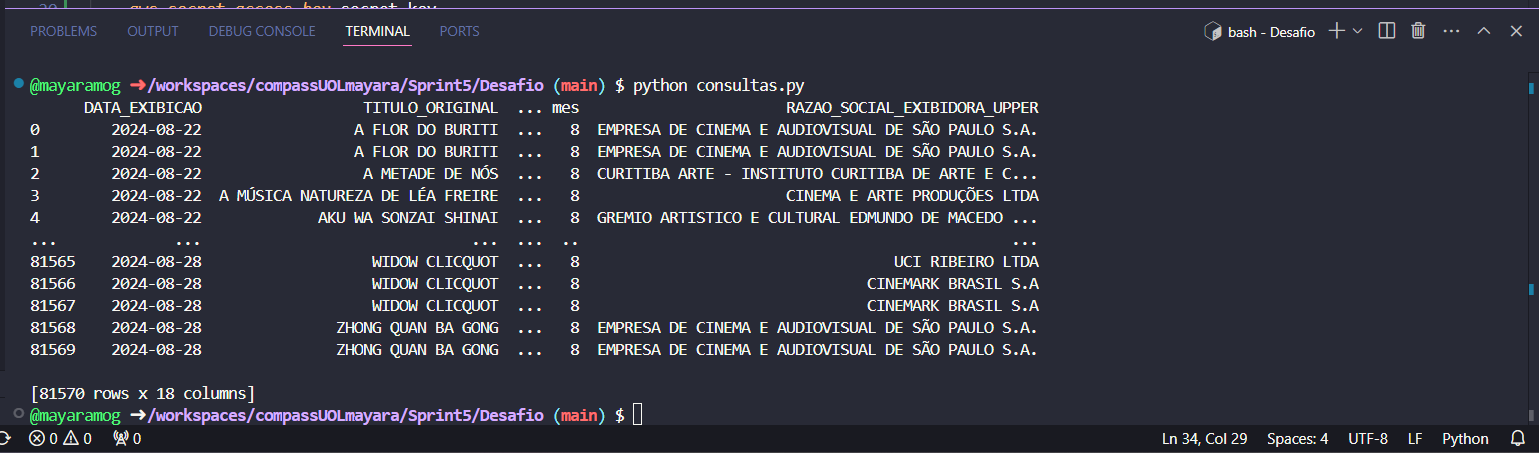 aws_secret_access_key=secret_key
PROBLEMS OUTPUT DEBUG CONSOLE TERMINAL PORTS bash - Desafio
@mayaramog ➜/workspaces/compassUOLmayara/Sprint5/Desafio (main) $ python consultas.py
DATA_EXIBICAO TITULO_ORIGINAL ... mes RAZAO_SOCIAL_EXIBIDORA_UPPER
0 2024-08-22 A FLOR DO BURITI ... 8 EMPRESA DE CINEMA E AUDIOVISUAL DE SÃO PAULO S.A.
1 2024-08-22 A FLOR DO BURITI ... 8 EMPRESA DE CINEMA E AUDIOVISUAL DE SÃO PAULO S.A.
2 2024-08-22 A METADE DE NÓS ... 8 CURITIBA ARTE - INSTITUTO CURITIBA DE ARTE E C...
3 2024-08-22 A MÚSICA NATUREZA DE LÉA FREIRE ... 8 CINEMA E ARTE PRODUÇÕES LTDA
4 2024-08-22 AKU WA SONZAI SHINAI ... 8 GREMIO ARTISTICO E CULTURAL EDMUNDO DE MACEDO ...
... ... ... ... .. ...
81565 2024-08-28 WIDOW CLICQUOT ... 8 UCI RIBEIRO LTDA
81566 2024-08-28 WIDOW CLICQUOT ... 8 CINEMARK BRASIL S.A
81567 2024-08-28 WIDOW CLICQUOT ... 8 CINEMARK BRASIL S.A
81568 2024-08-28 ZHONG QUAN BA GONG ... 8 EMPRESA DE CINEMA E AUDIOVISUAL DE SÃO PAULO S.A.
81569 2024-08-28 ZHONG QUAN BA GONG ... 8 EMPRESA DE CINEMA E AUDIOVISUAL DE SÃO PAULO S.A.
[81570 rows x 18 columns]
@mayaramog ➜/workspaces/compassUOLmayara/Sprint5/Desafio (main) $
0 0 0 Ln 34, Col 29 Spaces: 4 UTF-8 LF Python